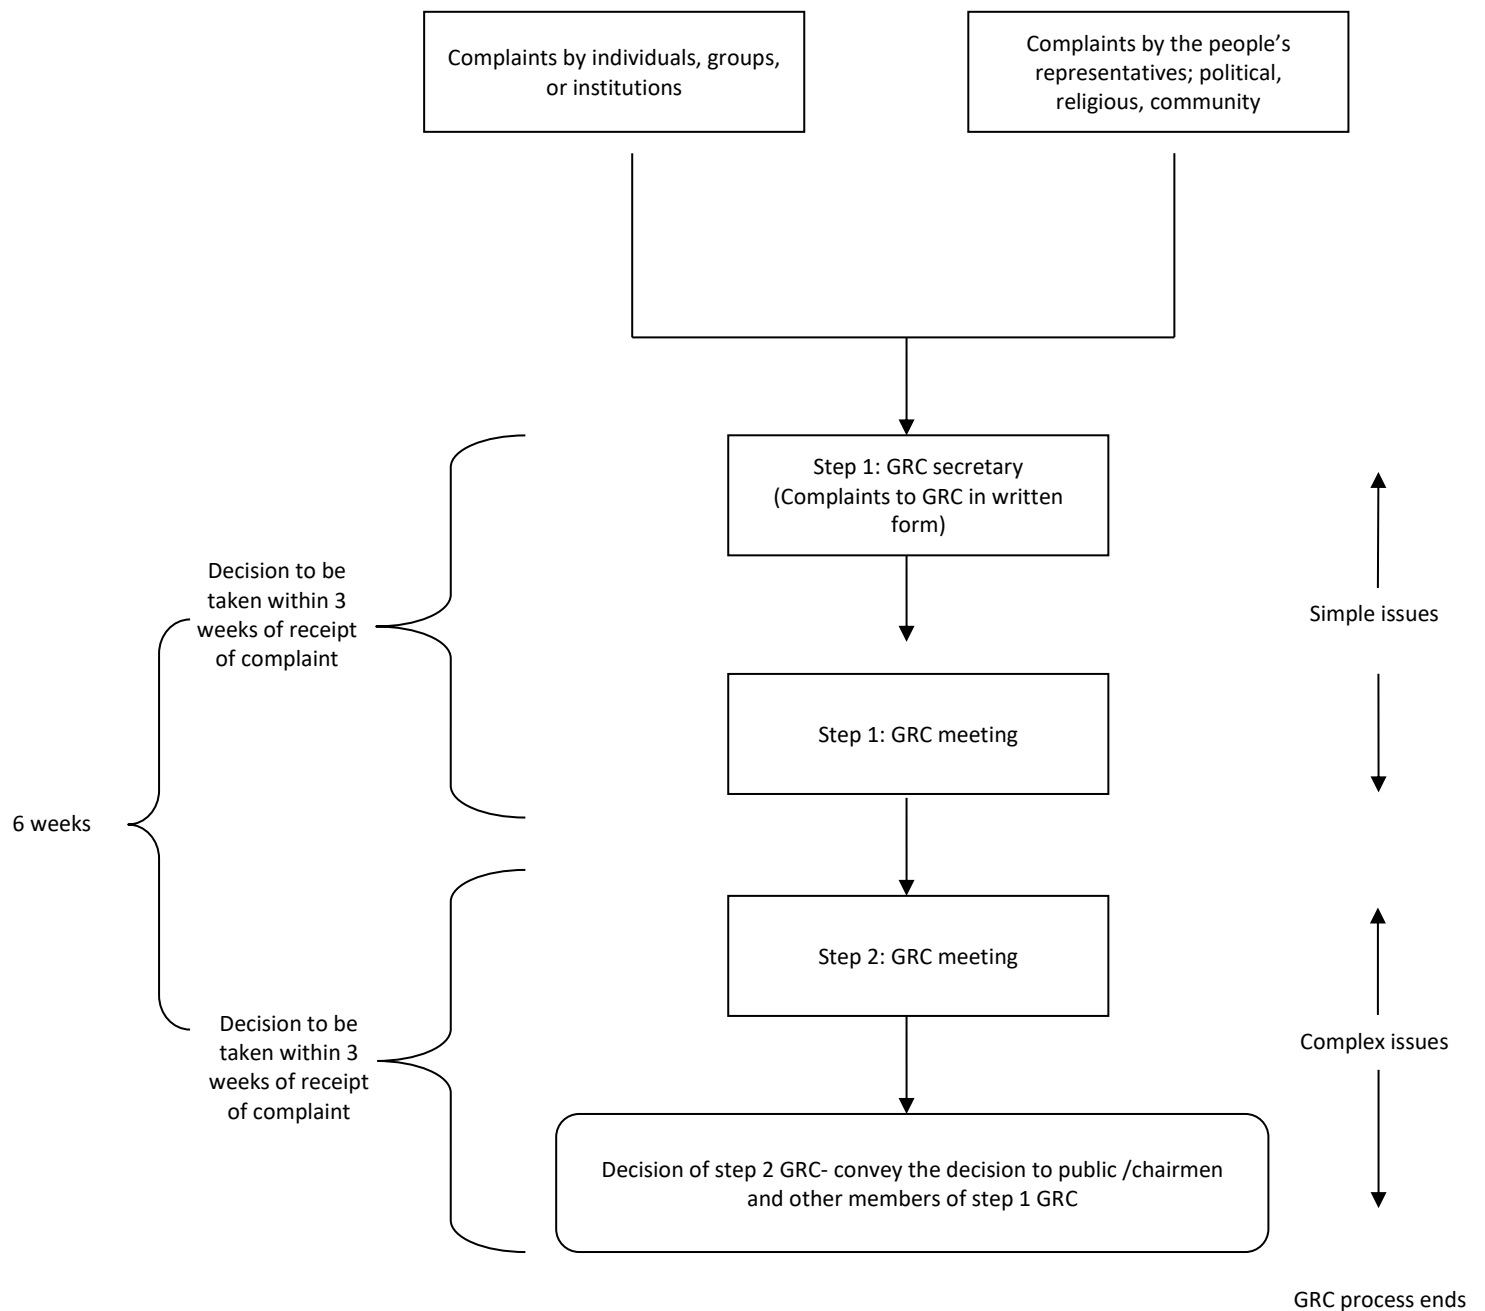 Complaints by individuals, groups,
or institutions
Complaints by the people’s
representatives; political,
religious, community
Step 1: GRC secretary
(Complaints to GRC in written
form)
Decision to be
taken within 3
weeks of receipt
of complaint
Simple issues
Step 1: GRC meeting
6 weeks
Step 2: GRC meeting
Decision to be
taken within 3
weeks of receipt
of complaint
Complex issues
Decision of step 2 GRC- convey the decision to public /chairmen
and other members of step 1 GRC
GRC process ends